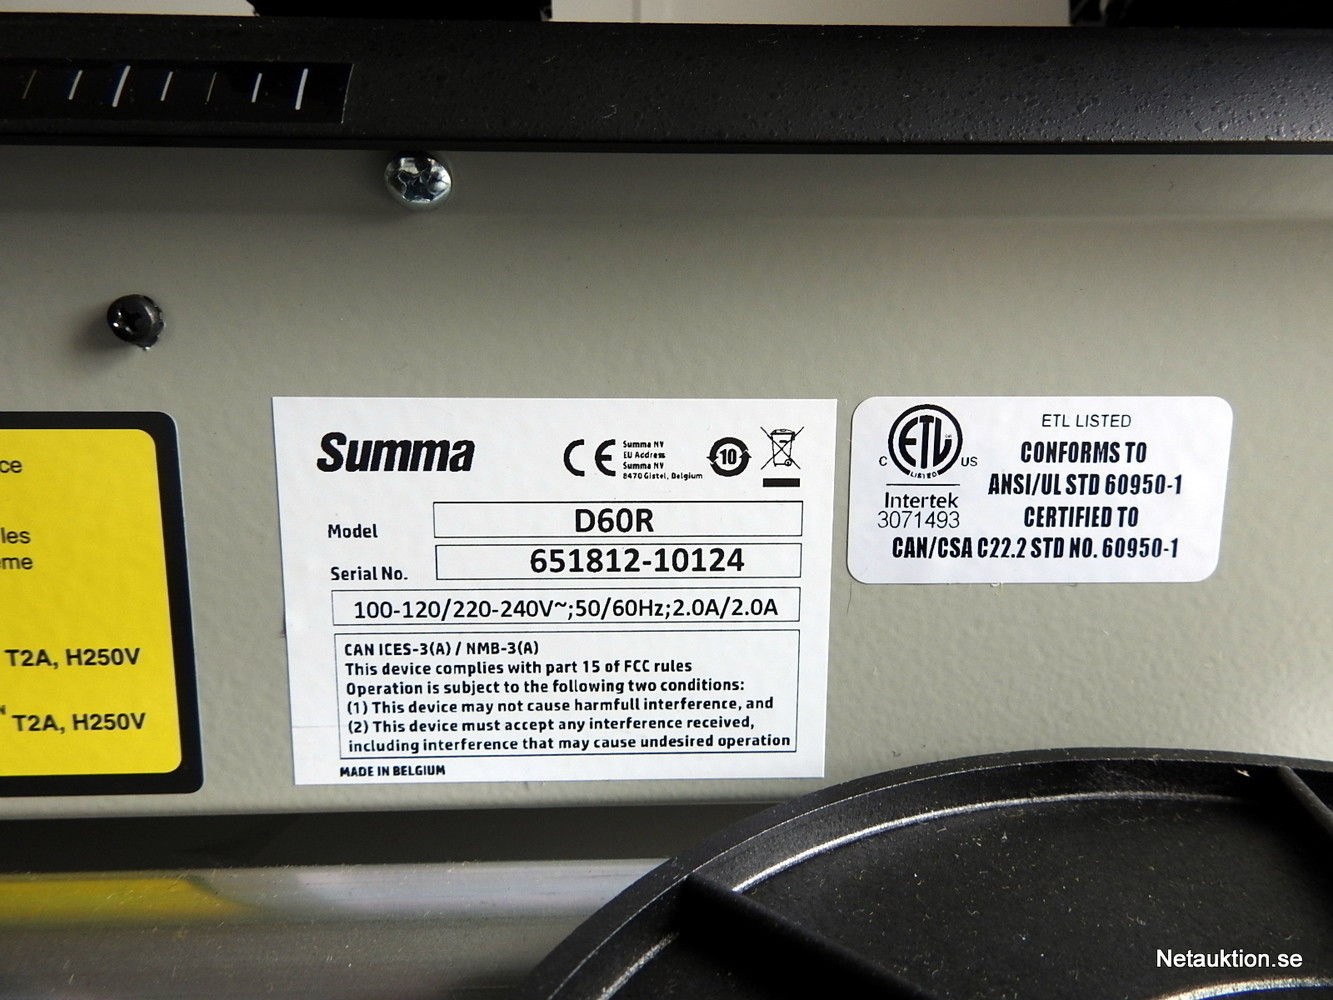 ce
les
me
T2A, H250V
T2A, H250V
Summa
CE
Summa NV
EU Address
Summa NV
8470 Gistel, Belgium
10
Model
D60R
Serial No.
651812-10124
100-120/220-240V~;50/60Hz;2.0A/2.0A
CAN ICES-3(A) / NMB-3(A)
This device complies with part 15 of FCC rules
Operation is subject to the following two conditions:
(1) This device may not cause harmfull interference, and
(2) This device must accept any interference received,
including interference that may cause undesired operation
MADE IN BELGIUM
ETL
LISTED
C US
Intertek
3071493
ETL LISTED
CONFORMS TO
ANSI/UL STD 60950-1
CERTIFIED TO
CAN/CSA C22.2 STD NO. 60950-1
Netauktion.se